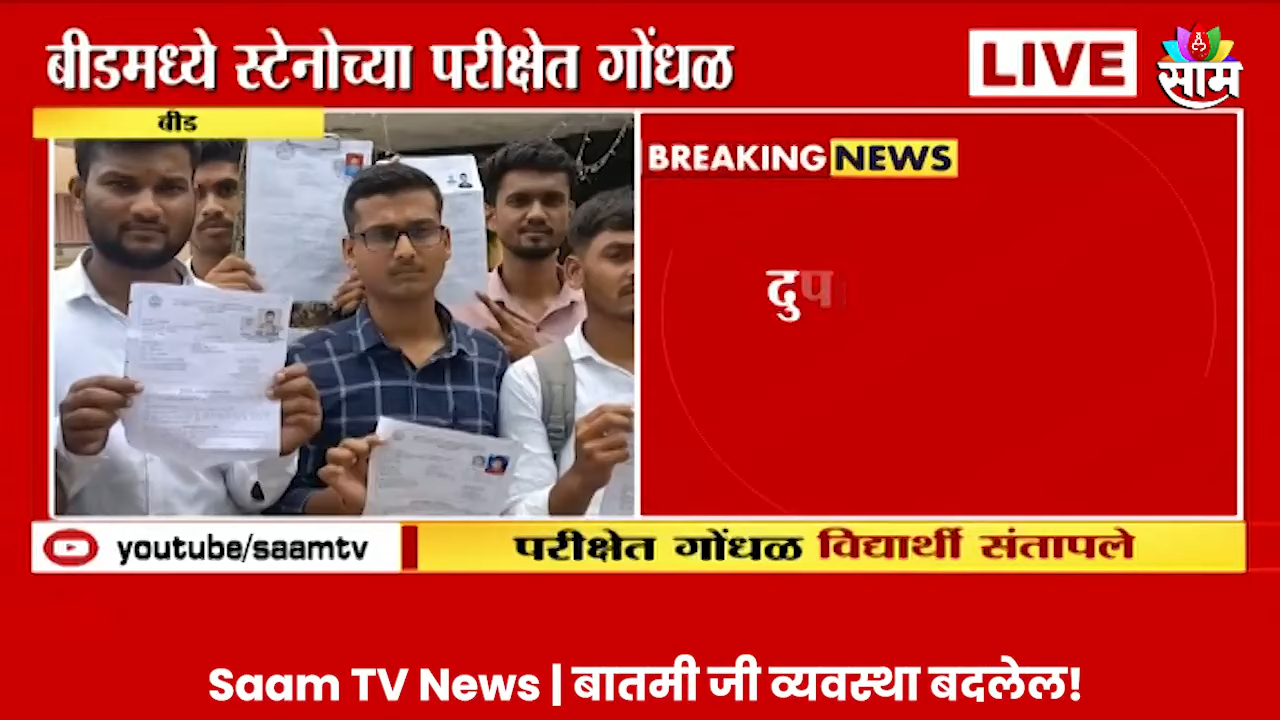 बीडमध्ये स्टेनोच्या परीक्षेत गोंधळ
LIVE
साम
बीड
BREAKING NEWS
दुप
youtube/saamtv
परीक्षेत गोंधळ विद्यार्थी संतापले
Saam TV News | बातमी जी व्यवस्था बदलेल!